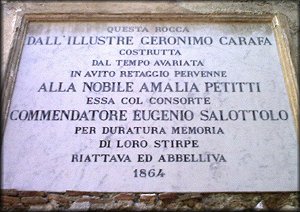 QUESTA ROCCA
DALL'ILLUSTRE GERONIMO CARAFA
COSTRUTTA
DAL TEMPO AVARIATA
IN AVITO RETAGGIO PERVENNE
ALLA NOBILE AMALIA PETITTI
ESSA COL CONSORTE
COMMENDATORE EUGENIO SALOTTOLO
PER DURATURA MEMORIA
DI LORO STIRPE
RIATTAVA ED ABBELLIVA
1864